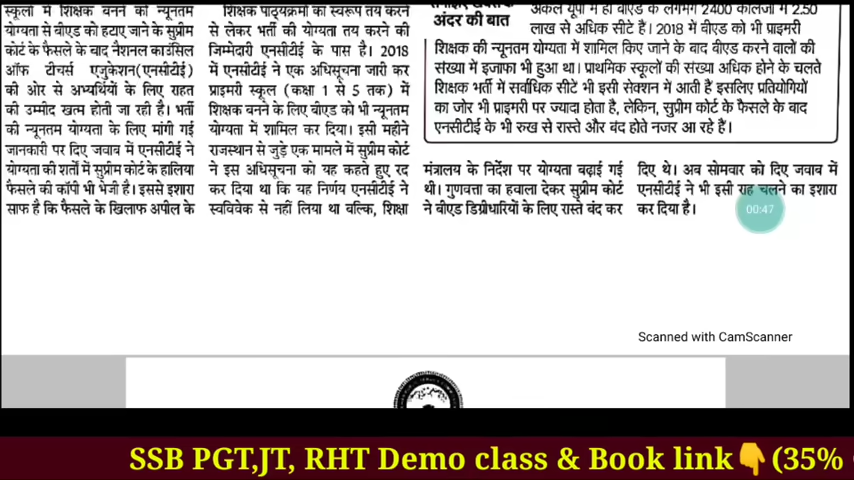 स्कूलों में शिक्षक बनने की न्यूनतम
योग्यता से बीएड को हटाए जाने के सुप्रीम
कोर्ट के फैसले के बाद नैशनल काउंसिल
ऑफ टीचर्स एजुकेशन(एनसीटीई)
की ओर से अभ्यर्थियों के लिए राहत
की उम्मीद खत्म होती जा रही है। भर्ती
की न्यूनतम योग्यता के लिए मांगी गई
जानकारी पर दिए जवाब में एनसीटीई ने
योग्यता की शर्तों में सुप्रीम कोर्ट के हालिया
फैसले की कॉपी भी भेजी है। इससे इशारा
साफ है कि फैसले के खिलाफ अपील के
शिक्षक पाठ्यक्रमों का स्वरूप तय करने
से लेकर भर्ती की योग्यता तय करने की
जिम्मेदारी एनसीटीई के पास है। 2018
में एनसीटीई ने एक अधिसूचना जारी कर
प्राइमरी स्कूल (कक्षा 1 से 5 तक) में
शिक्षक बनने के लिए बीएड को भी न्यूनतम
योग्यता में शामिल कर दिया। इसी महीने
राजस्थान से जुड़े एक मामले में सुप्रीम कोर्ट
ने इस अधिसूचना को यह कहते हुए रद
कर दिया था कि यह निर्णय एनसीटीई ने
स्वविवेक से नहीं लिया था बल्कि, शिक्षा
अंदर की बात
अकेले यूपी में ही बीएड के लगभग 2400 कॉलेजों में 2.50
लाख से अधिक सीटें हैं। 2018 में बीएड को भी प्राइमरी
शिक्षक की न्यूनतम योग्यता में शामिल किए जाने के बाद बीएड करने वालों की
संख्या में इजाफा भी हुआ था। प्राथमिक स्कूलों की संख्या अधिक होने के चलते
शिक्षक भर्ती में सर्वाधिक सीटें भी इसी सेक्शन में आती हैं इसलिए प्रतियोगियों
का जोर भी प्राइमरी पर ज्यादा होता है, लेकिन, सुप्रीम कोर्ट के फैसले के बाद
एनसीटीई के भी रुख से रास्ते और बंद होते नजर आ रहे हैं।
मंत्रालय के निर्देश पर योग्यता बढ़ाई गई
थी। गुणवत्ता का हवाला देकर सुप्रीम कोर्ट
ने बीएड डिग्रीधारियों के लिए रास्ते बंद कर
दिए थे। अब सोमवार को दिए जवाब में
एनसीटीई ने भी इसी राह चलने का इशारा
कर दिया है।
00:47
Scanned with CamScanner
SSB PGT,JT, RHT Demo class & Book link👇(35%